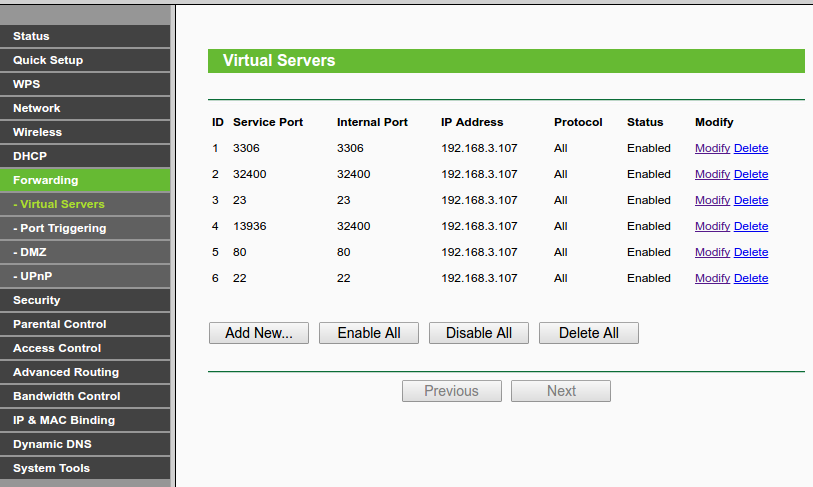 Status
Quick Setup
WPS
Network
Wireless
DHCP
Forwarding
- Virtual Servers
- Port Triggering
- DMZ
- UPnP
Security
Parental Control
Access Control
Advanced Routing
Bandwidth Control
IP & MAC Binding
Dynamic DNS
System Tools
Virtual Servers
ID Service Port Internal Port IP Address Protocol Status Modify
1 3306 3306 192.168.3.107 All Enabled Modify Delete
2 32400 32400 192.168.3.107 All Enabled Modify Delete
3 23 23 192.168.3.107 All Enabled Modify Delete
4 13936 32400 192.168.3.107 All Enabled Modify Delete
5 80 80 192.168.3.107 All Enabled Modify Delete
6 22 22 192.168.3.107 All Enabled Modify Delete
Add New... Enable All Disable All Delete All
Previous Next